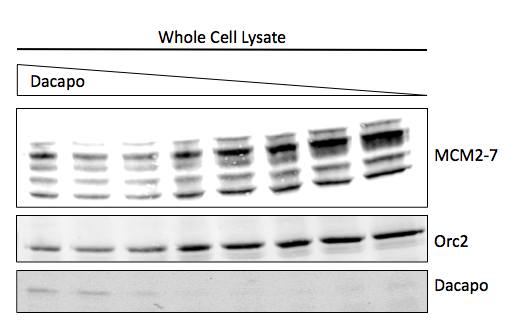 Whole Cell Lysate
Dacapo
MCM2-7
Orc2
Dacapo